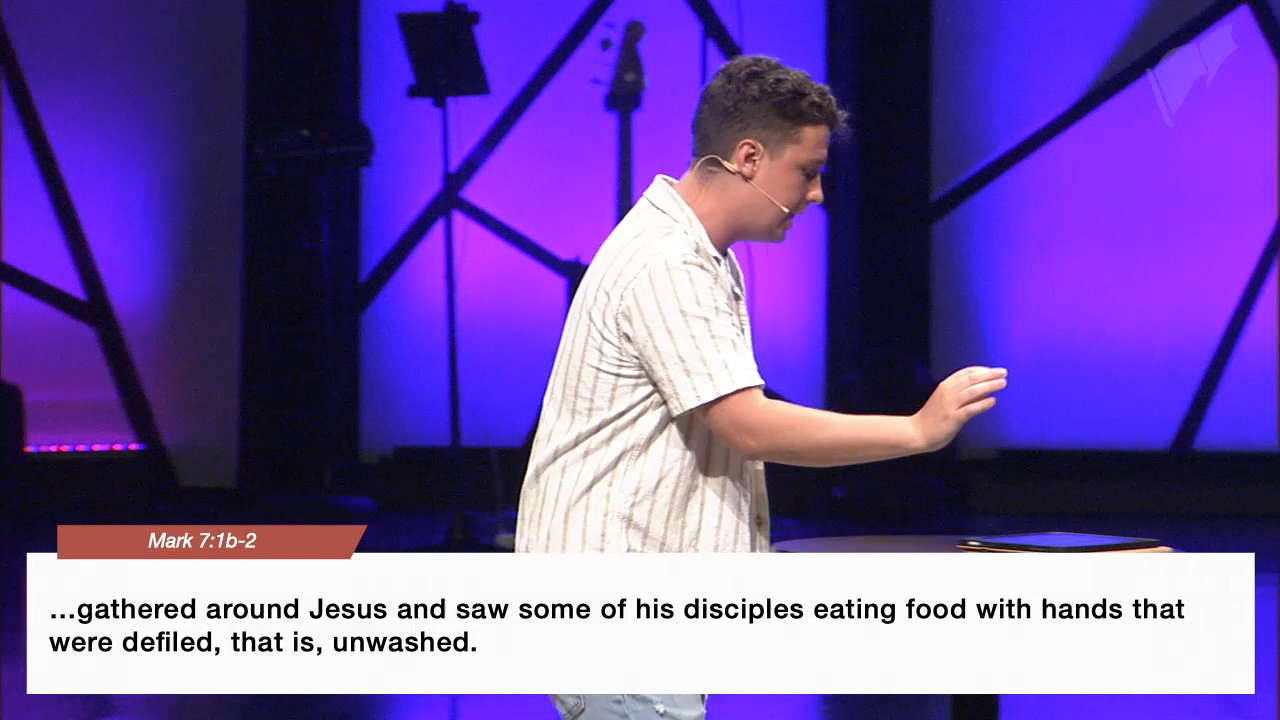 Mark 7:1b-2
...gathered around Jesus and saw some of his disciples eating food with hands that
were defiled, that is, unwashed.